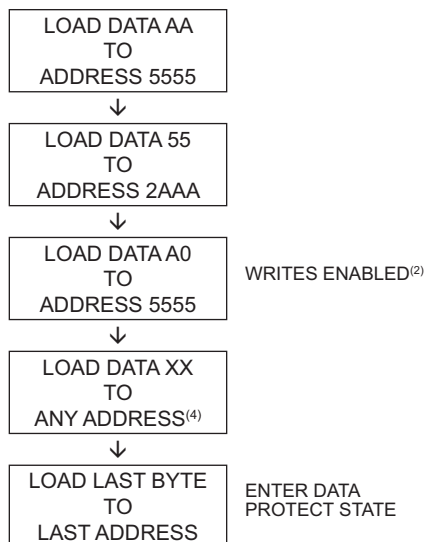 LOAD DATA AA
TO
ADDRESS 5555
↓
LOAD DATA 55
TO
ADDRESS 2AAA
↓
LOAD DATA A0
TO
ADDRESS 5555
WRITES ENABLED(2)
↓
LOAD DATA XX
TO
ANY ADDRESS(4)
↓
LOAD LAST BYTE
TO
LAST ADDRESS
ENTER DATA
PROTECT STATE